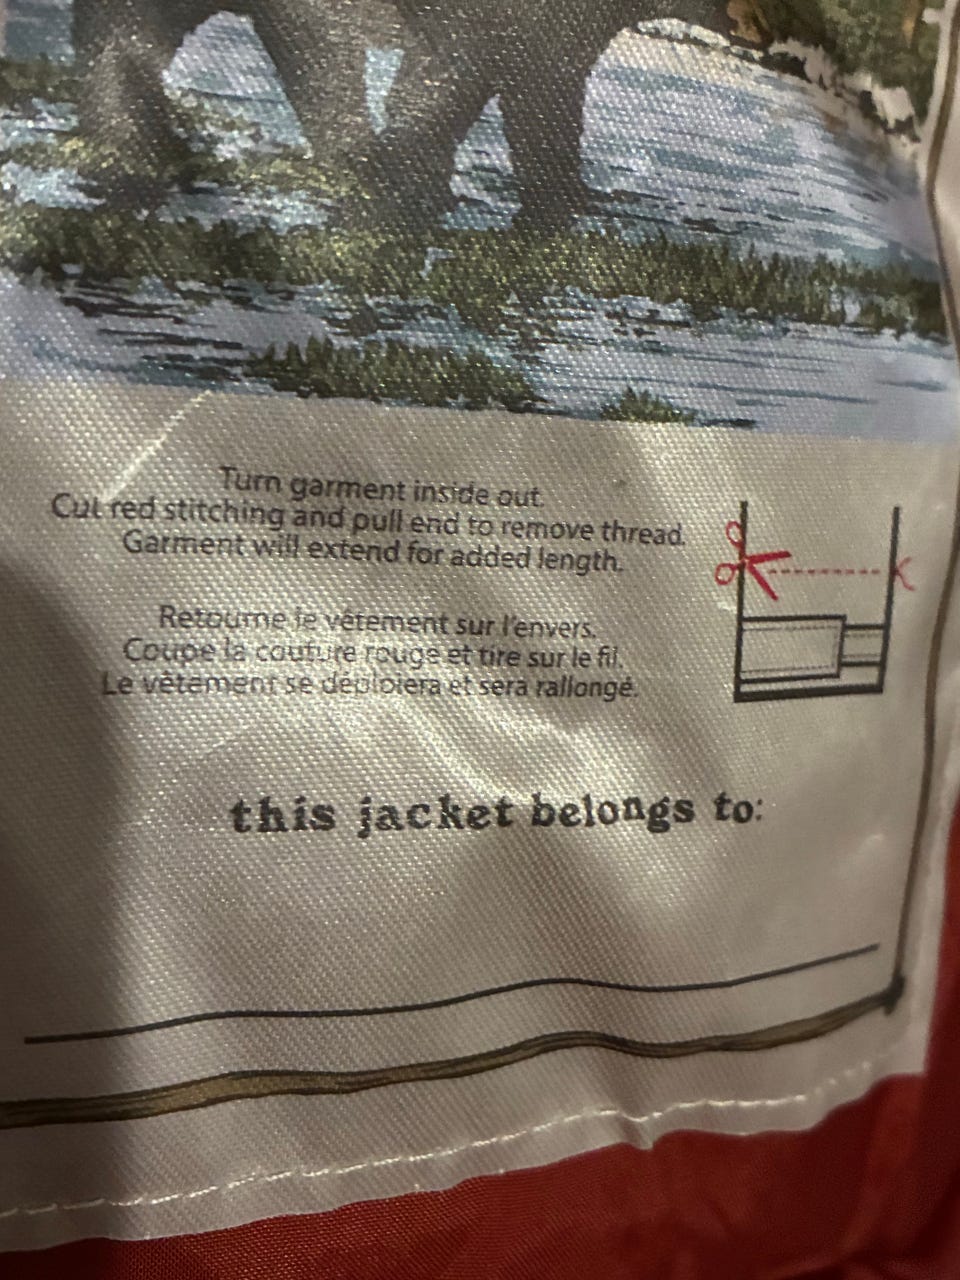 Turn garment inside out.
Cut red stitching and pull end to remove thread.
Garment will extend for added length.
Retourne le vêtement sur l'envers.
Coupe la couture rouge et tire sur le fil.
Le vêtement se déploiera et sera rallongé.
this jacket belongs to: